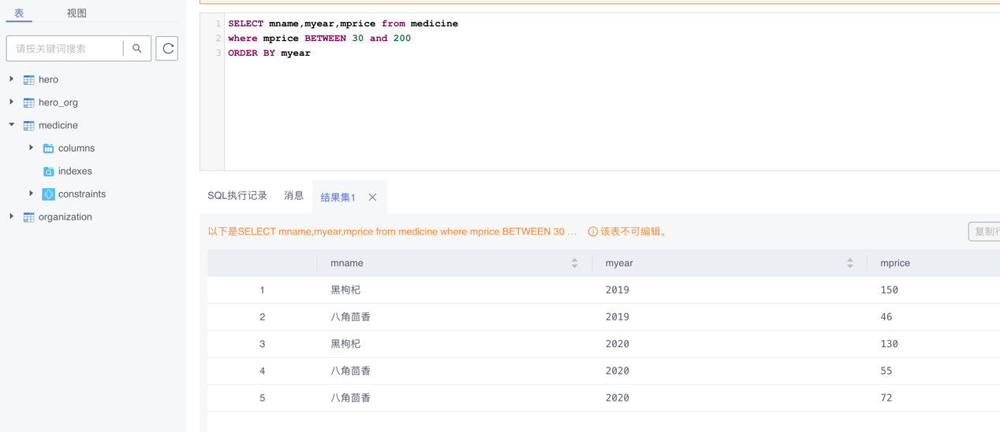 表 视图
请按关键词搜索
hero
hero_org
medicine
columns
indexes
constraints
organization
1 SELECT mname,myear,mprice from medicine
2 where mprice BETWEEN 30 and 200
3 ORDER BY myear
SQL执行记录 消息 结果集1
以下是SELECT mname,myear,mprice from medicine where mprice BETWEEN 30 ... 该表不可编辑。 复制行
mname myear mprice
1 黑枸杞 2019 150
2 八角茴香 2019 46
3 黑枸杞 2020 130
4 八角茴香 2020 55
5 八角茴香 2020 72